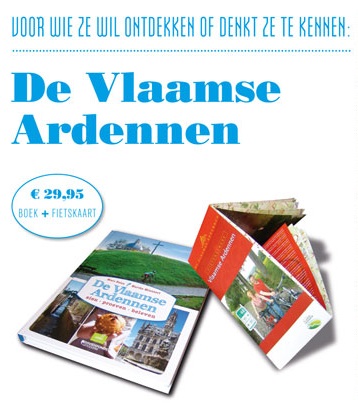 VOOR WIE ZE WIL ONTDEKKEN OF DENKT ZE TE KENNEN:
De Vlaamse
Ardennen
€ 29,95
BOEK + FIETSKAART
De Vlaamse
Ardennen
zien · proeven · beleven
Vlaamse Ardennen